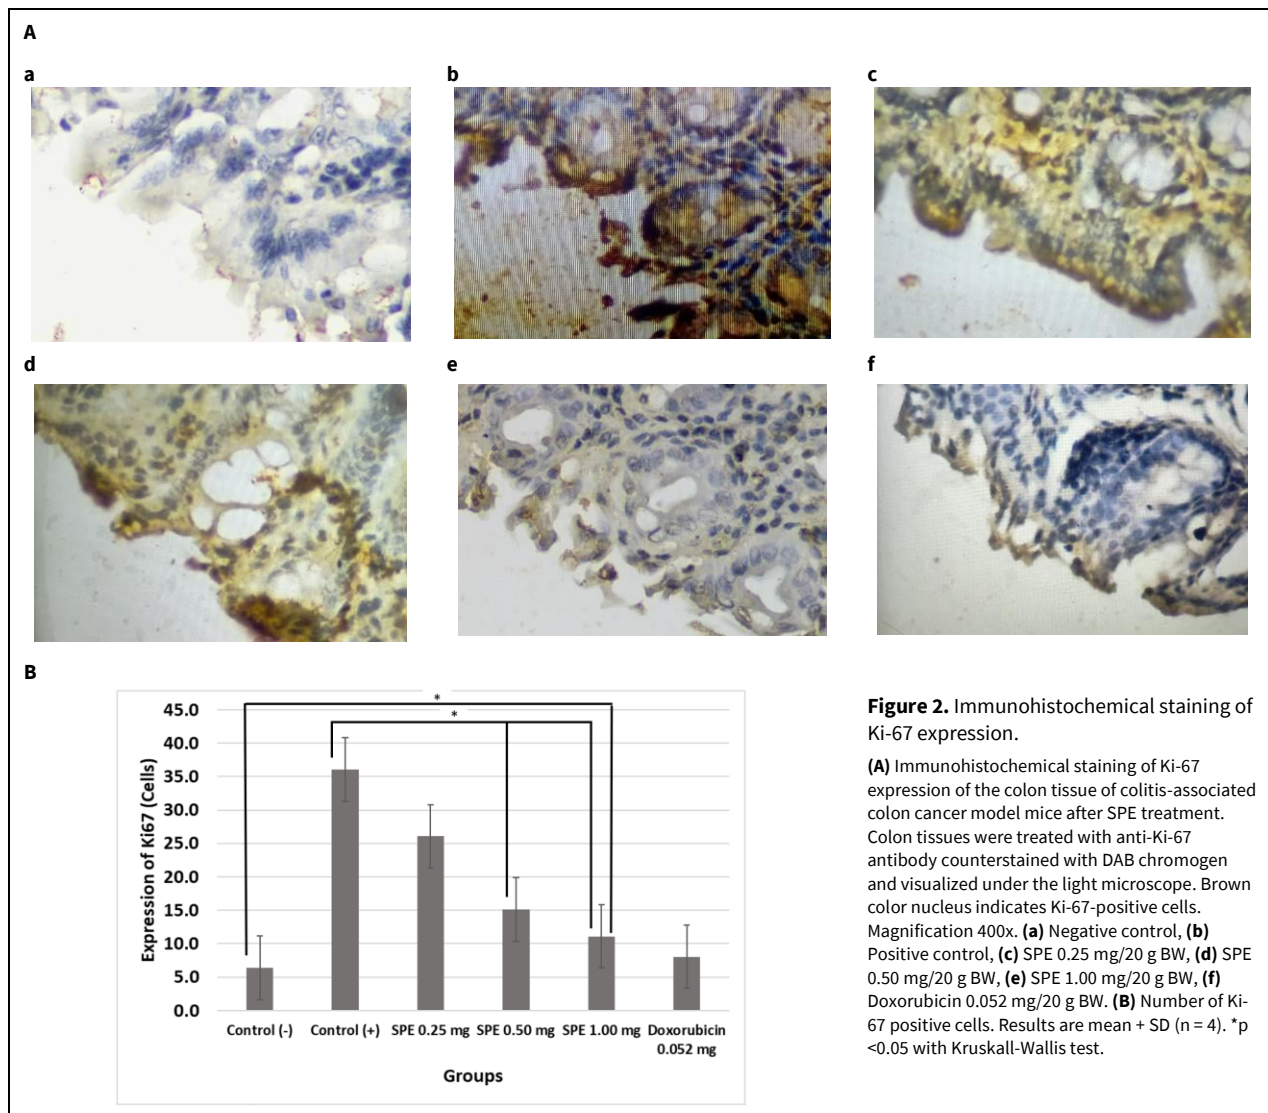 A
a
b
c
d
e
f
B
*
*
45.0
40.0
35.0
30.0
25.0
20.0
15.0
10.0
5.0
0.0
Expression of Ki67 (Cells)
Control (-)
Control (+)
SPE 0.25 mg
SPE 0.50 mg
SPE 1.00 mg
Doxorubicin
0.052 mg
Groups
Figure 2. Immunohistochemical staining of
Ki-67 expression.
(A) Immunohistochemical staining of Ki-67
expression of the colon tissue of colitis-associated
colon cancer model mice after SPE treatment.
Colon tissues were treated with anti-Ki-67
antibody counterstained with DAB chromogen
and visualized under the light microscope. Brown
color nucleus indicates Ki-67-positive cells.
Magnification 400x. (a) Negative control, (b)
Positive control, (c) SPE 0.25 mg/20 g BW, (d) SPE
0.50 mg/20 g BW, (e) SPE 1.00 mg/20 g BW, (f)
Doxorubicin 0.052 mg/20 g BW. (B) Number of Ki-
67 positive cells. Results are mean + SD (n = 4). *p
<0.05 with Kruskall-Wallis test.